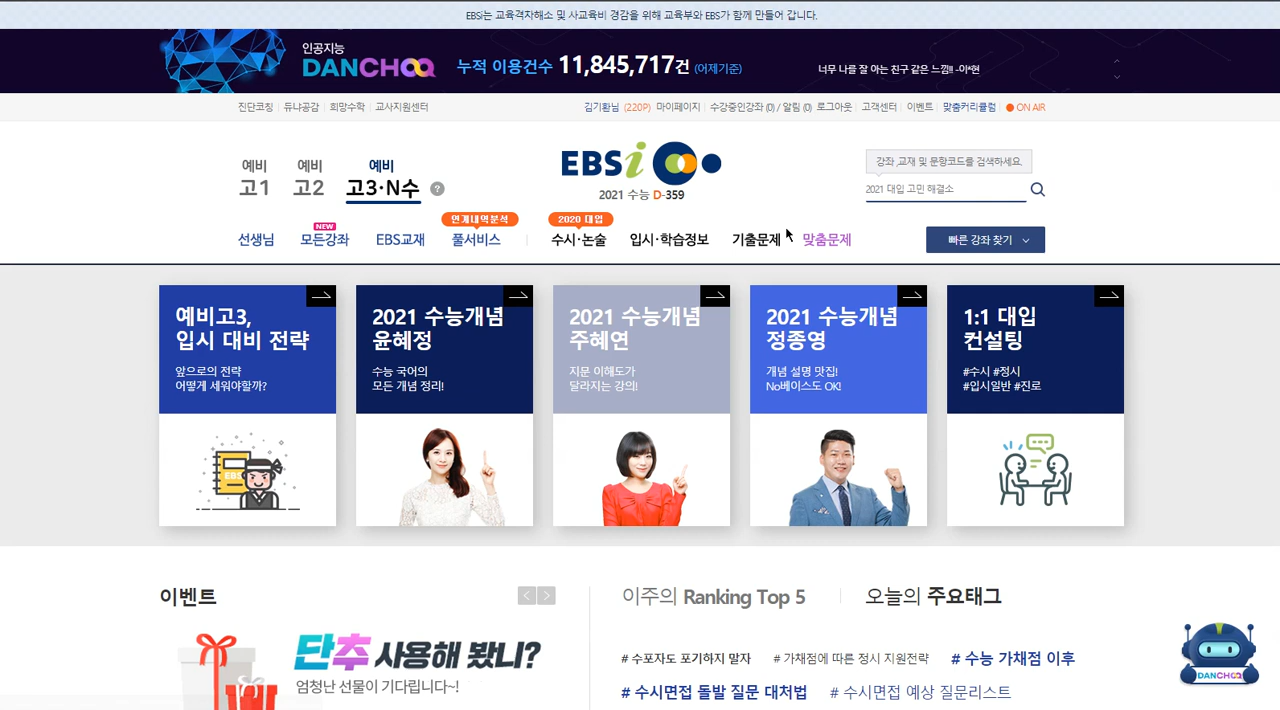 EBSi는 교육격차해소 및 사교육비 경감을 위해 교육부와 EBS가 함께 만들어 갑니다.
인공지능
DANCHOQ
누적 이용건수 11,845,717건 (어제기준)
너무 나를 잘 아는 친구 같은 느낌!! -이*현
진단코칭 듀나공감 희망수학 교사지원센터
김기환님 (220P) 마이페이지 수강중인강좌 (0) / 알림 (0) 로그아웃 고객센터 이벤트 맞춤커리큘럼 ON AIR
예비 고1
예비 고2
예비 고3·N수 ?
EBSi
2021 수능 D-359
강좌 ,교재 및 문항코드를 검색하세요.
2021 대입 고민 해결소
NEW
연계내역분석
2020 대입
선생님 모든강좌 EBS교재 풀서비스 수시·논술 입시·학습정보 기출문제 맞춤문제
빠른 강좌 찾기
예비고3,
입시 대비 전략
앞으로의 전략
어떻게 세워야할까?
EBS
2021 수능개념
윤혜정
수능 국어의
모든 개념 정리!
2021 수능개념
주혜연
지문 이해도가
달라지는 강의!
2021 수능개념
정종영
개념 설명 맛집!
No베이스도 OK!
1:1 대입
컨설팅
#수시 #정시
#입시일반 #진로
이벤트
단추 사용해 봤니?
엄청난 선물이 기다립니다~!
이주의 Ranking Top 5
오늘의 주요태그
# 수포자도 포기하지 말자 # 가채점에 따른 정시 지원전략 # 수능 가채점 이후
# 수시면접 돌발 질문 대처법 # 수시면접 예상 질문리스트
DANCHOQ